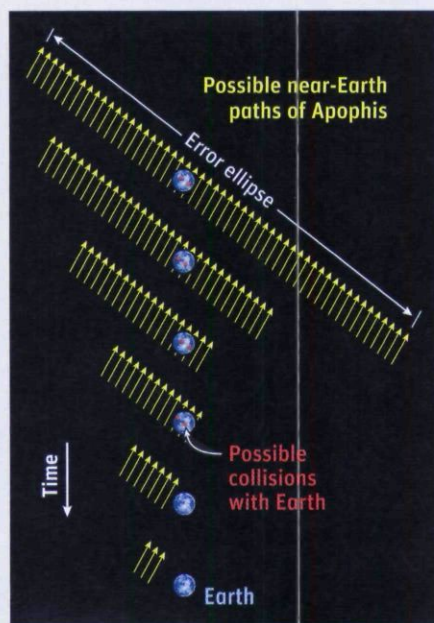 Possible near-Earth
paths of Apophis
Error ellipse
Possible
collisions
with Earth
Time
Earth